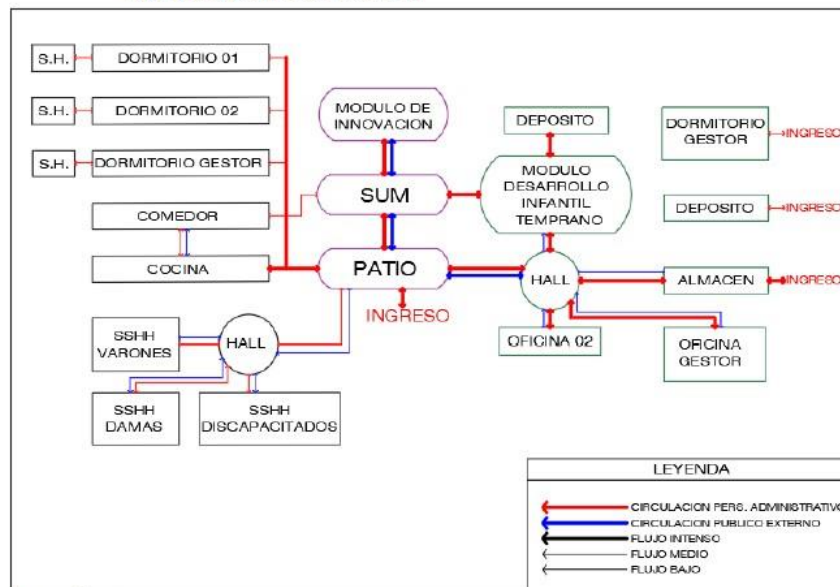 S.H.
DORMITORIO 01
S.H.
DORMITORIO 02
S.H.
DORMITORIO GESTOR
COMEDOR
COCINA
MODULO DE
INNOVACION
SUM
PATIO
INGRESO
DEPOSITO
MODULO
DESARROLLO
INFANTIL
TEMPRANO
HALL
OFICINA 02
DORMITORIO
GESTOR
INGRESO
DEPOSITO
INGRESO
ALMACEN
INGRESO
OFICINA
GESTOR
SSHH
VARONES
HALL
SSHH
DAMAS
SSHH
DISCAPACITADOS
LEYENDA
CIRCULACION PERS. ADMINISTRATIVO
CIRCULACION PUBLICO EXTERNO
FLUJO INTENSO
FLUJO MEDIO
FLUJO BAJO